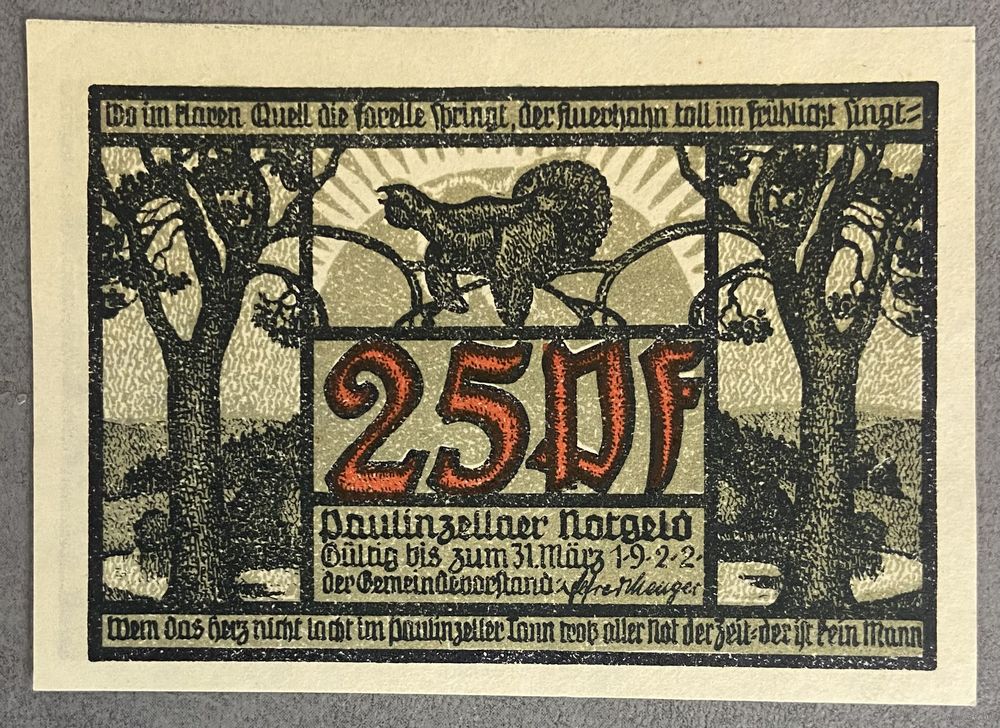 Wo im klaren Quell die Forelle springt, der Auerhahn toll im Frühlicht singt=
25 Pf
Paulinzellaer Notgeld
Gültig bis zum 31. März 1·9·2·2·
der Gemeindevorstand:
Wem das Herz nicht lacht im Paulinzeller Tann trotz aller Not der Zeit=der ist kein Mann